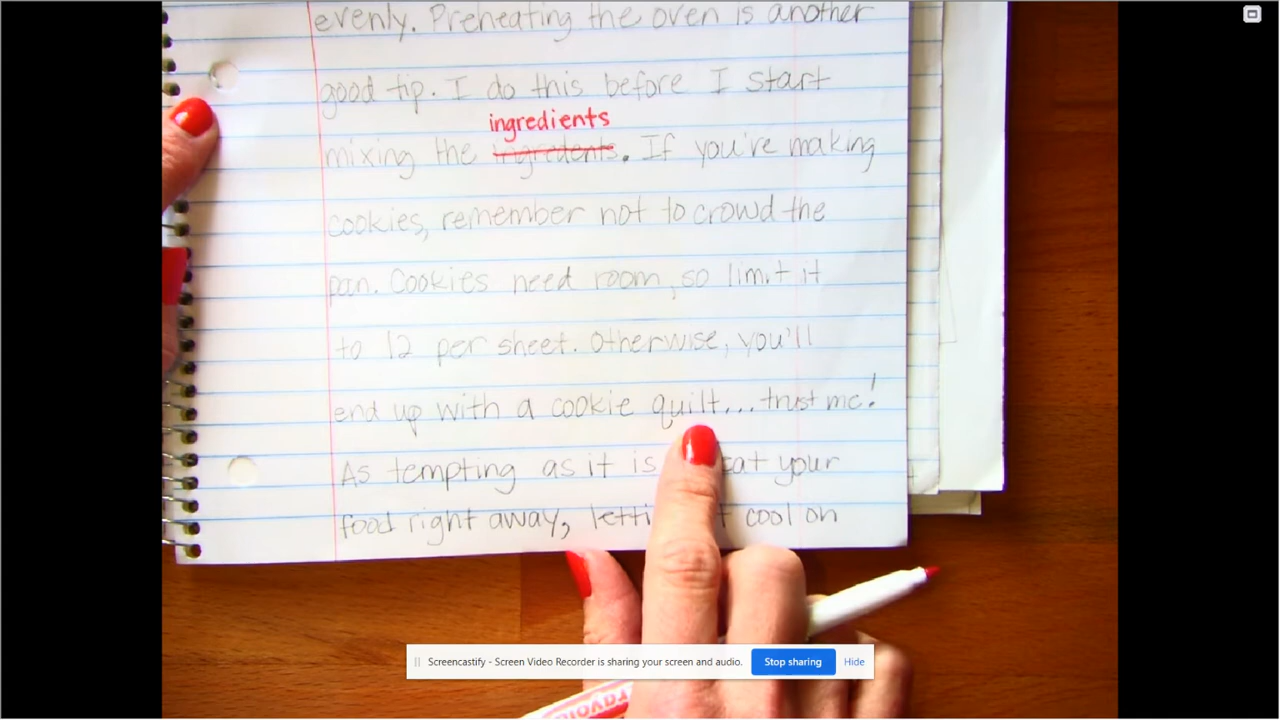 evenly. Preheating the oven is another
good tip. I do this before I start
ingredients
mixing the ingredents. If you're making
cookies, remember not to crowd the
pan. Cookies need room, so limit it
to 12 per sheet. Otherwise, you'll
end up with a cookie quilt... trust me!
As tempting as it is eat your
food right away, cool on
Screencastify - Screen Video Recorder is sharing your screen and audio.
Stop sharing
Hide